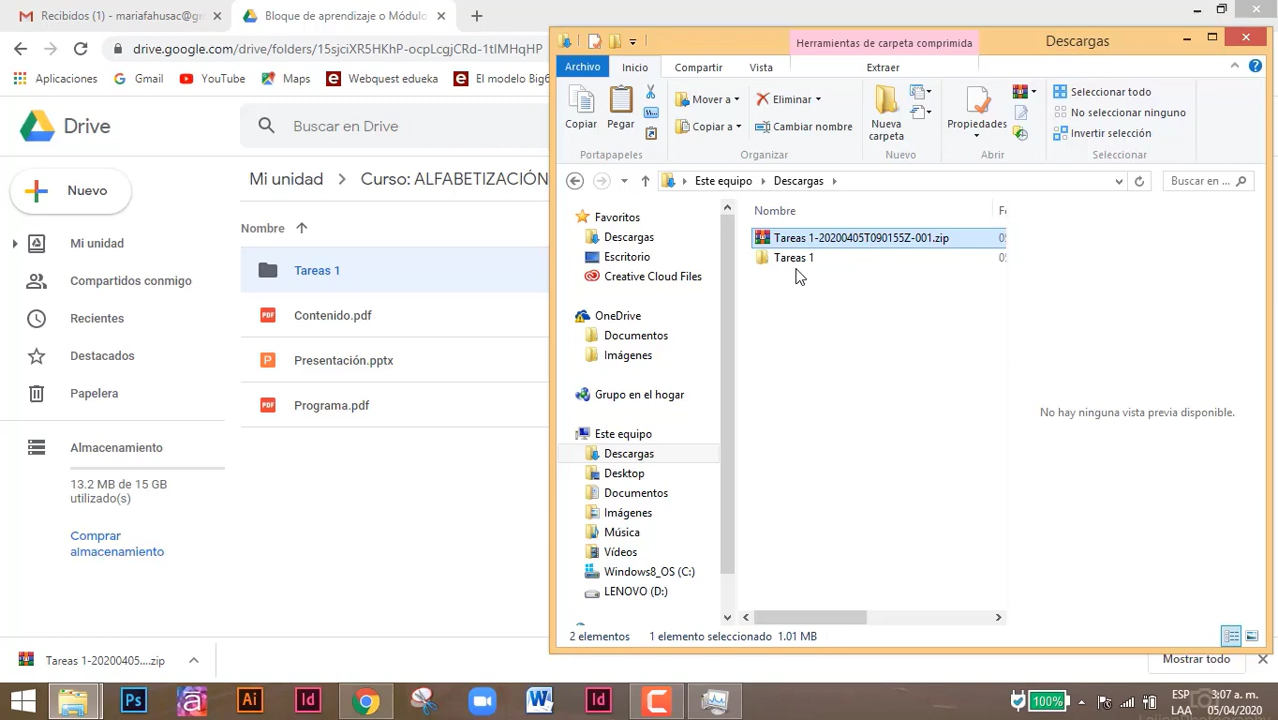 Recibidos (1) - mariafahusac@g
Bloque de aprendizaje o Módulo
drive.google.com/drive/folders/15sjciXR5HKhP-ocpLcgjCRd-1tIMHqHP
Aplicaciones
Gmail
YouTube
Maps
Webquest edueka
El modelo Big6
Drive
Buscar en Drive
Nuevo
Mi unidad
Compartidos conmigo
Recientes
Destacados
Papelera
Almacenamiento
13.2 MB de 15 GB
utilizado(s)
Comprar
almacenamiento
Mi unidad
Curso: ALFABETIZACIÓN
Nombre
Tareas 1
Contenido.pdf
Presentación.pptx
Programa.pdf
Herramientas de carpeta comprimida
Descargas
Archivo
Inicio
Compartir
Vista
Extraer
Copiar
Pegar
Mover a
Copiar a
Eliminar
Cambiar nombre
Nueva
carpeta
Propiedades
Seleccionar todo
No seleccionar ninguno
Invertir selección
Portapapeles
Organizar
Nuevo
Abrir
Seleccionar
Este equipo
Descargas
Buscar en ...
Favoritos
Descargas
Escritorio
Creative Cloud Files
OneDrive
Documentos
Imágenes
Grupo en el hogar
Este equipo
Descargas
Desktop
Documentos
Imágenes
Música
Vídeos
Windows8_OS (C:)
LENOVO (D:)
Nombre
Tareas 1-20200405T090155Z-001.zip
Tareas 1
No hay ninguna vista previa disponible.
2 elementos
1 elemento seleccionado 1.01 MB
Tareas 1-20200405....zip
Mostrar todo
Ps
Ai
Id
Id
100%
ESP
LAA
3:07 a. m.
05/04/2020